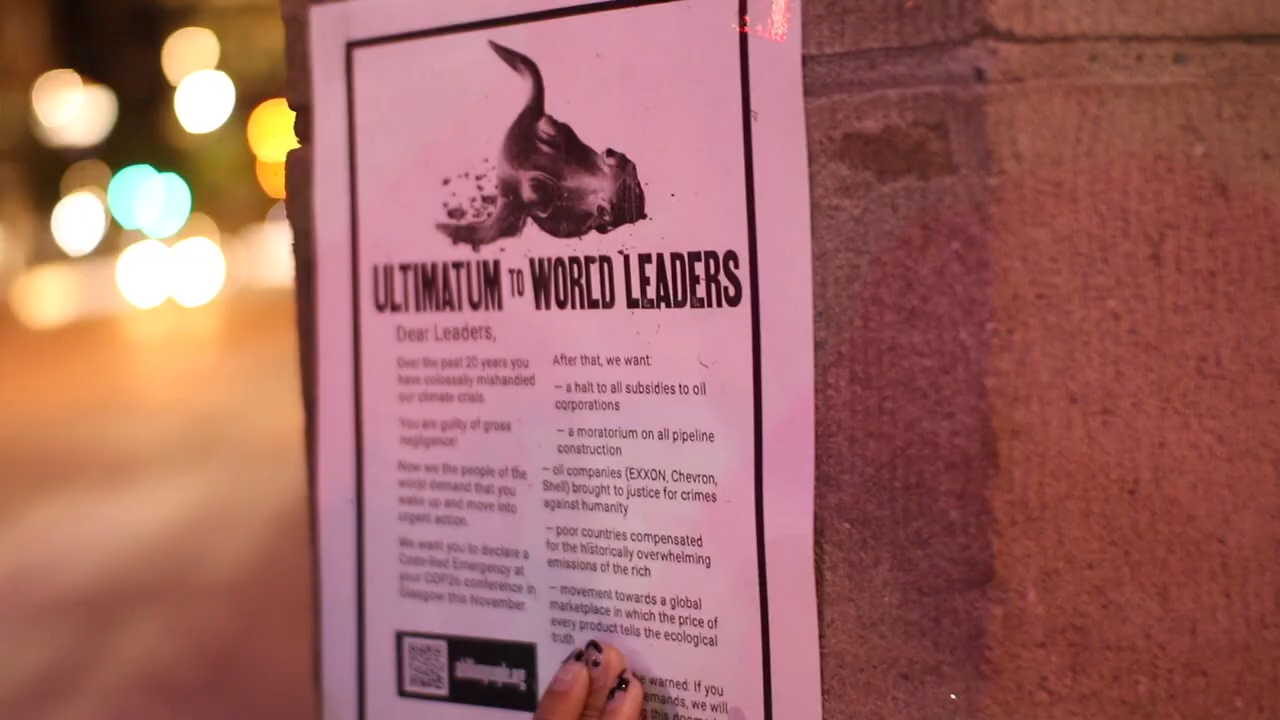 ULTIMATUM TO WORLD LEADERS
Dear Leaders,
Over the past 20 years you
have colossally mishandled
our climate crisis.
You are guilty of gross
negligence!
Now we the people of the
world demand that you
wake up and move into
urgent action.
We want you to declare a
Code-Red Emergency at
your COP26 conference in
Glasgow this November.
After that, we want:
— a halt to all subsidies to oil
corporations
— a moratorium on all pipeline
construction
— oil companies (EXXON, Chevron,
Shell) brought to justice for crimes
against humanity
— poor countries compensated
for the historically overwhelming
emissions of the rich
— movement towards a global
marketplace in which the price of
every product tells the ecological
truth
warned: If you
emands, we will
this